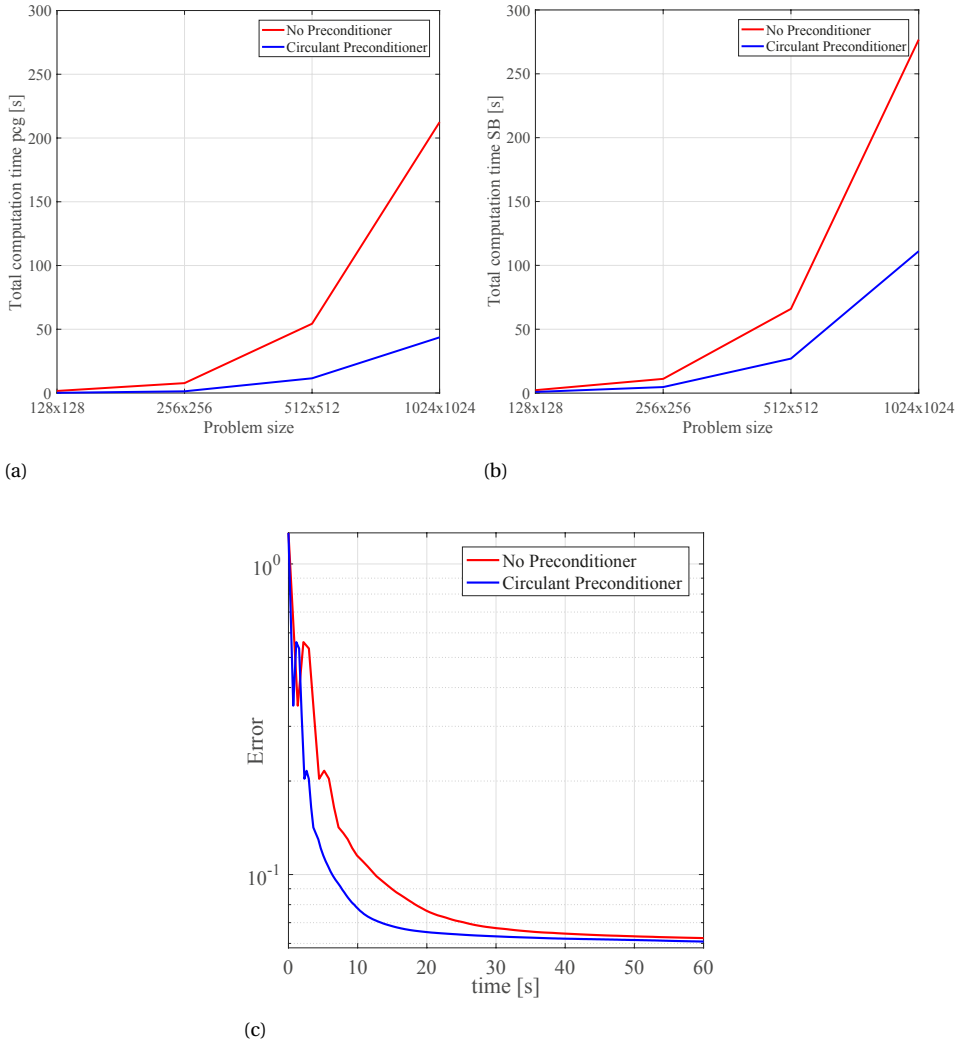 300
250
200
150
100
50
0
Total computation time pcg [s]
No Preconditioner
Circulant Preconditioner
128x128
256x256
512x512
1024x1024
Problem size
(a)
300
250
200
150
100
50
0
Total computation time SB [s]
No Preconditioner
Circulant Preconditioner
128x128
256x256
512x512
1024x1024
Problem size
(b)
10^0
10^-1
Error
No Preconditioner
Circulant Preconditioner
0
10
20
30
40
50
60
time [s]
(c)